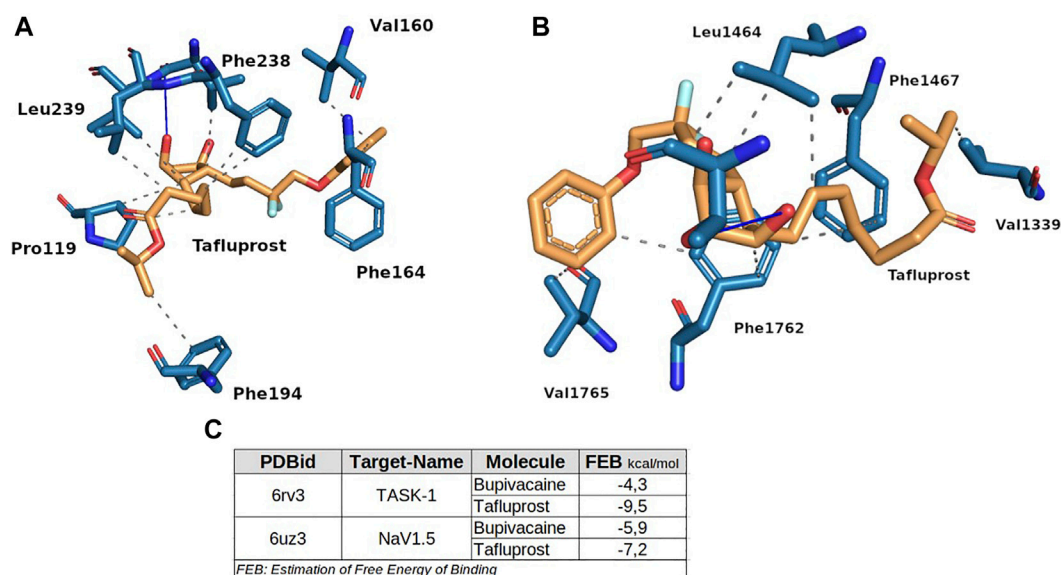 A
Val160
Phe238
Leu239
Pro119
Tafluprost
Phe164
Phe194
B
Leu1464
Phe1467
Val1339
Tafluprost
Phe1762
Val1765
C
PDBid Target-Name Molecule FEB kcal/mol
6rv3 TASK-1 Bupivacaine -4,3
Tafluprost -9,5
6uz3 NaV1.5 Bupivacaine -5,9
Tafluprost -7,2
FEB: Estimation of Free Energy of Binding